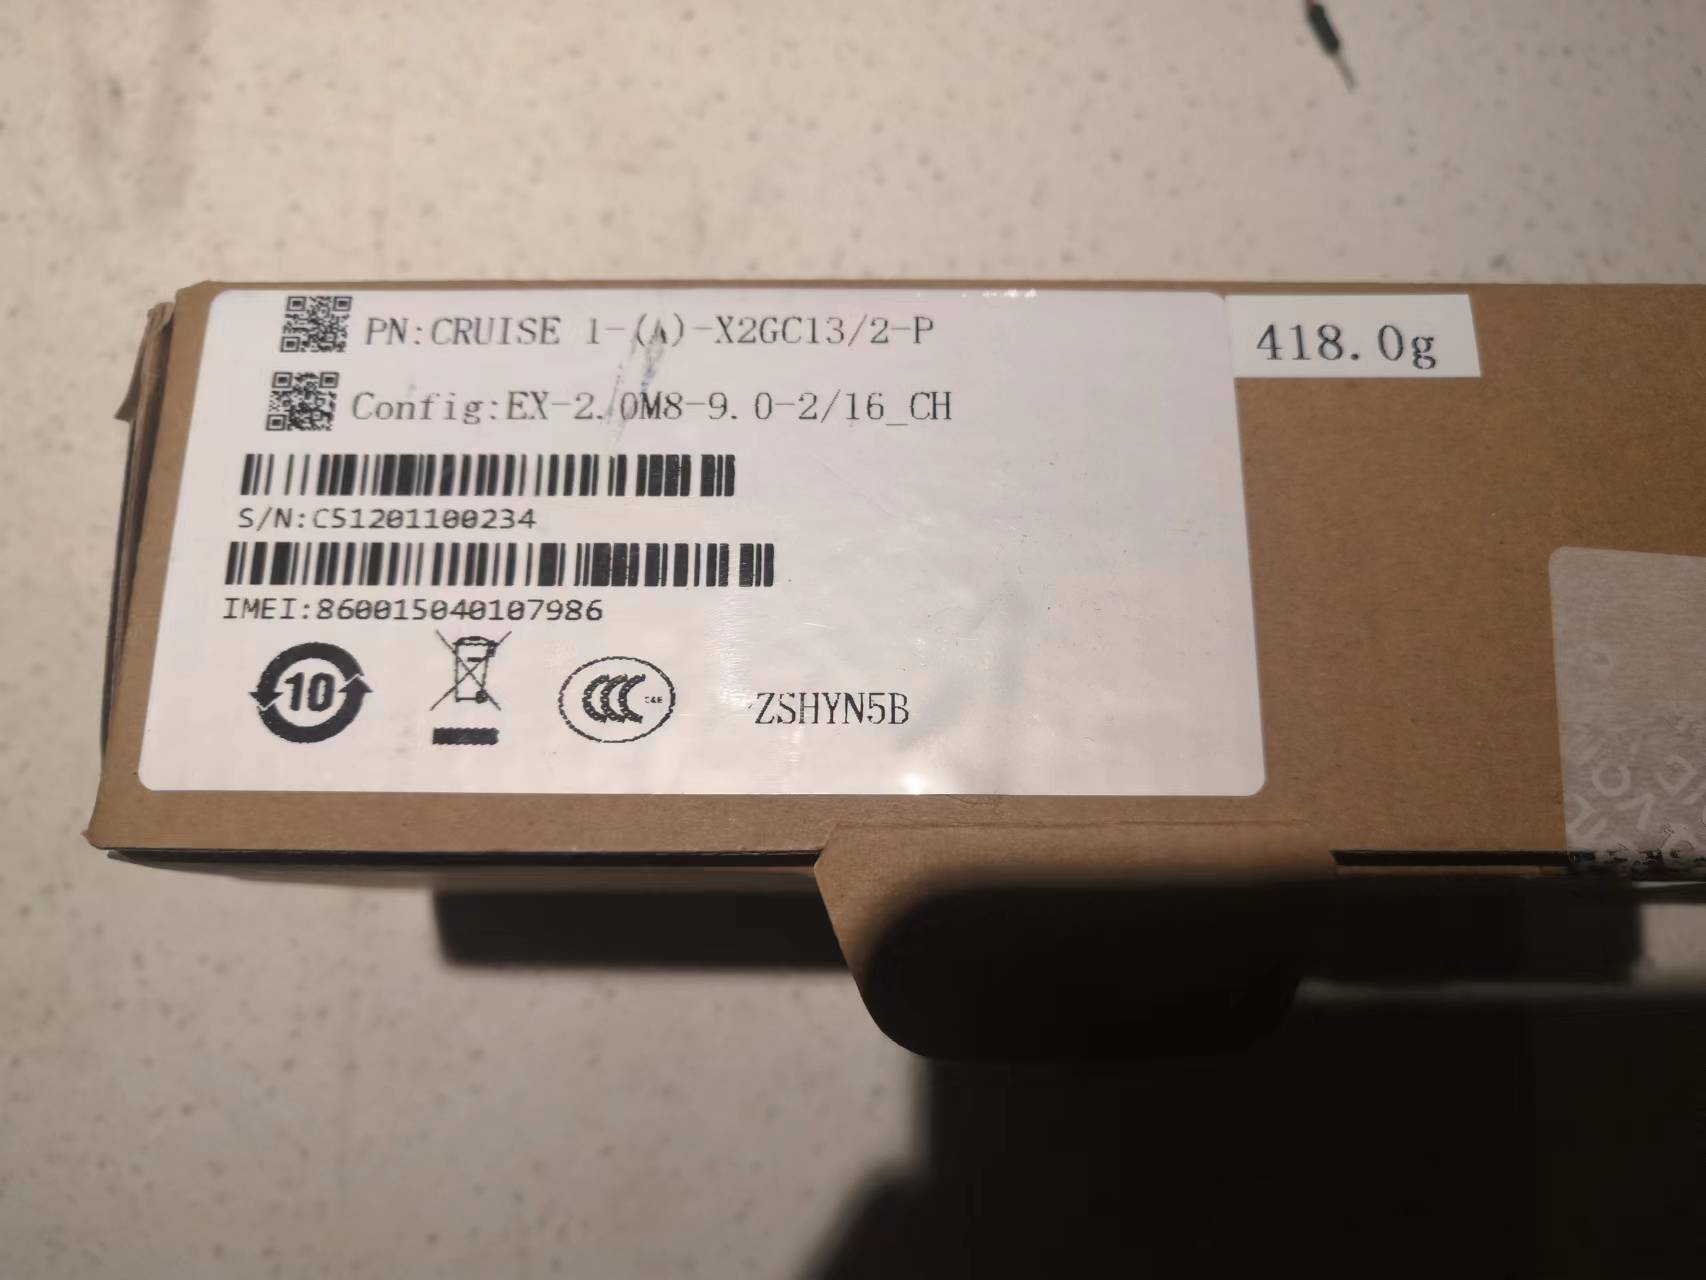 PN:CRUISE 1-(A)-X2GC13/2-P
418.0g
Config:EX-2.0M8-9.0-2/16_CH
S/N:C51201100234
IMEI:860015040107986
10
ZSHYN5B
VOID